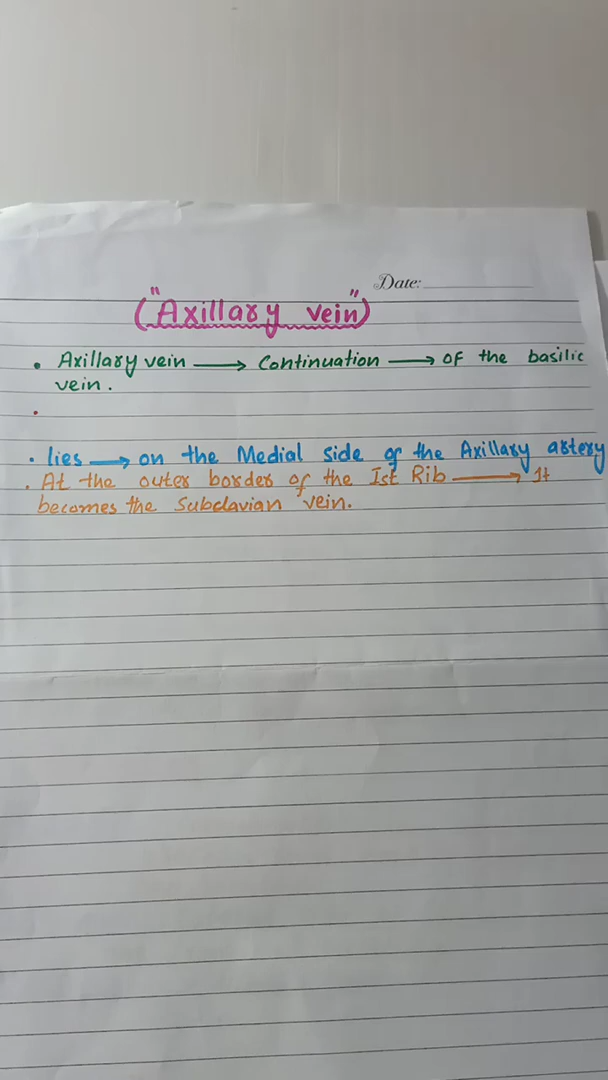 Date:
("Axillary vein")
• Axillary vein → Continuation → of the basilic
vein.
•
• lies → on the Medial side of the Axillary artery
. At the outer border of the Ist Rib → It
becomes the Subclavian vein.